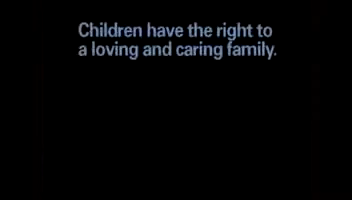 Children have the right to
a loving and caring family.